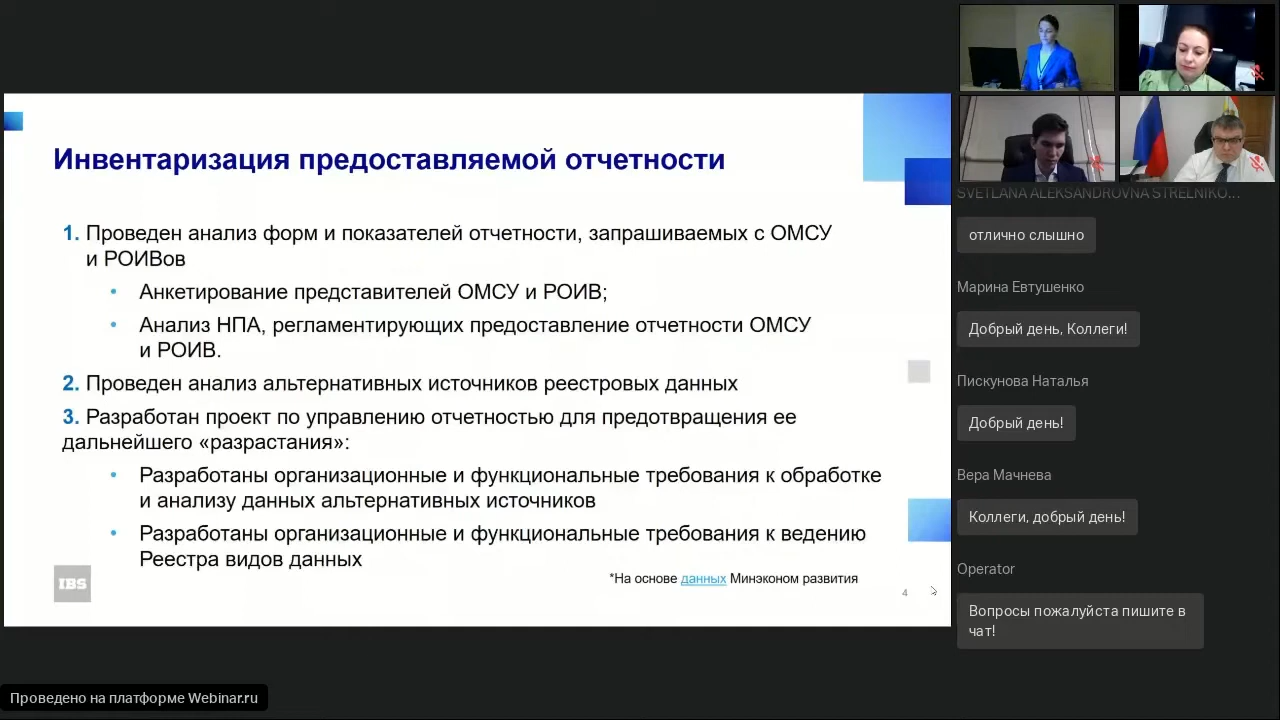 Инвентаризация предоставляемой отчетности
1. Проведен анализ форм и показателей отчетности, запрашиваемых с ОМСУ
и РОИВов
• Анкетирование представителей ОМСУ и РОИВ;
• Анализ НПА, регламентирующих предоставление отчетности ОМСУ
и РОИВ.
2. Проведен анализ альтернативных источников реестровых данных
3. Разработан проект по управлению отчетностью для предотвращения ее
дальнейшего «разрастания»:
• Разработаны организационные и функциональные требования к обработке
и анализу данных альтернативных источников
• Разработаны организационные и функциональные требования к ведению
Реестра видов данных
*На основе данных Минэконом развития
IBS
4
SVETLANA ALEKSANDROVNA STRELNIKO...
отлично слышно
Марина Евтушенко
Добрый день, Коллеги!
Пискунова Наталья
Добрый день!
Вера Мачнева
Коллеги, добрый день!
Operator
Вопросы пожалуйста пишите в
чат!
Проведено на платформе Webinar.ru